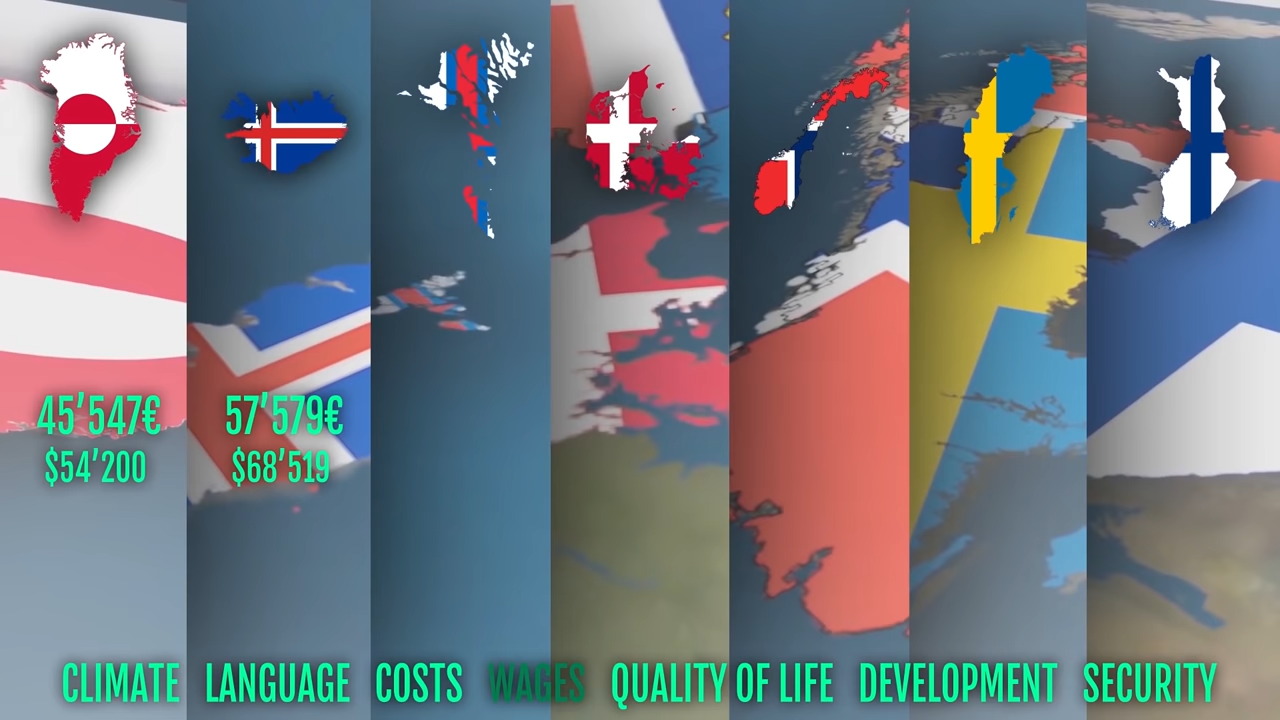 45’547€
$54’200
57’579€
$68’519
CLIMATE LANGUAGE COSTS WAGES QUALITY OF LIFE DEVELOPMENT SECURITY